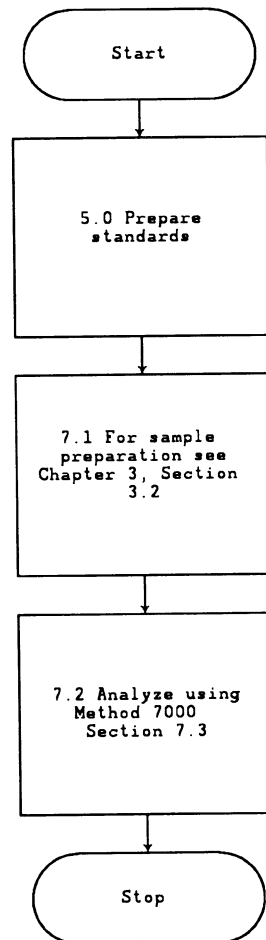 Start
5.0 Prepare
standards
7.1 For sample
preparation see
Chapter 3, Section
3.2
7.2 Analyze using
Method 7000
Section 7.3
Stop